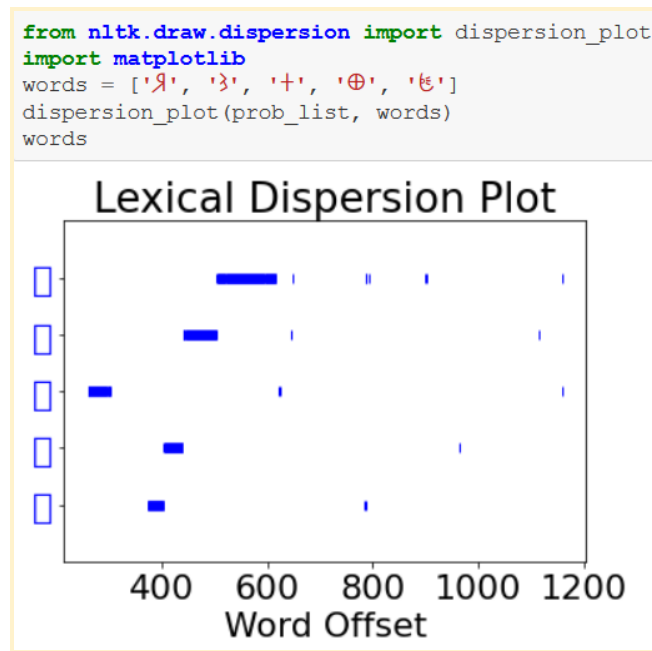 from nltk.draw.dispersion import dispersion_plot
import matplotlib
words = ['', '', '', '⊕', '']
dispersion_plot(prob_list, words)
words
Lexical Dispersion Plot
400 600 800 1000 1200
Word Offset